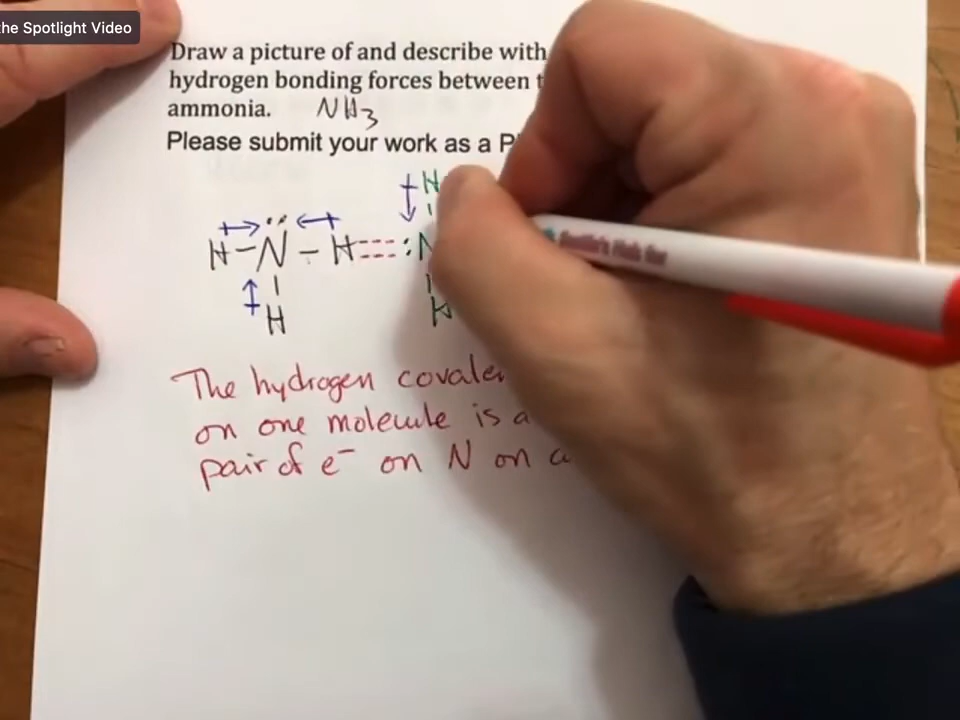 the Spotlight Video
Draw a picture of and describe with
hydrogen bonding forces between
ammonia. NH3
Please submit your work as a
H
H-N-H :N
H H
The hydrogen
on one molecule is
pair of e⁻ on N on